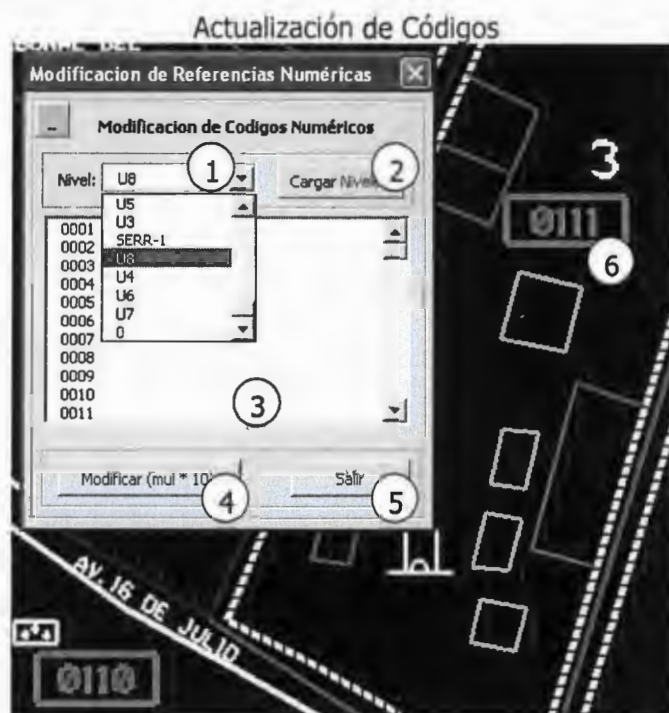 Actualización de Códigos
Modificacion de Referencias Numéricas
Modificacion de Codigos Numéricos
Nivel: U8 1 Cargar Nivel 2
U5
U3
SERR-1
U8
U4
U6
U7
0
0001
0002
0003
0004
0005
0006
0007
0008
0009
0010
0011
3
Modificar (mul * 10) 4
Salir 5
3
0111
6
AV. 16 DE JULIO
0110